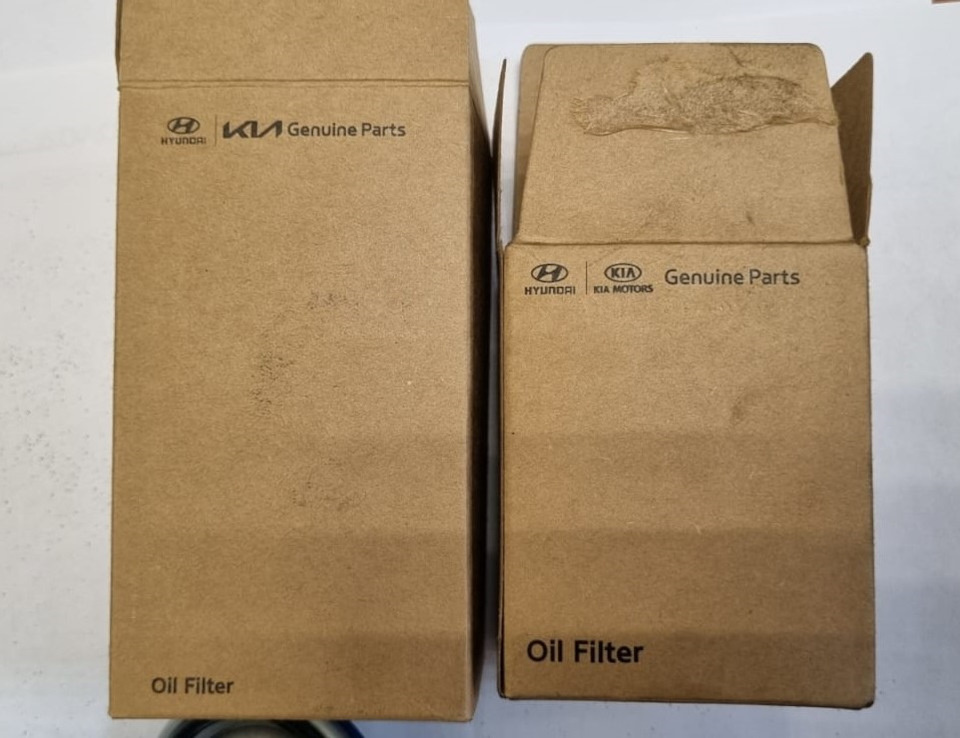 HYUNDAI KIA Genuine Parts
Oil Filter
HYUNDAI KIA KIA MOTORS Genuine Parts
Oil Filter